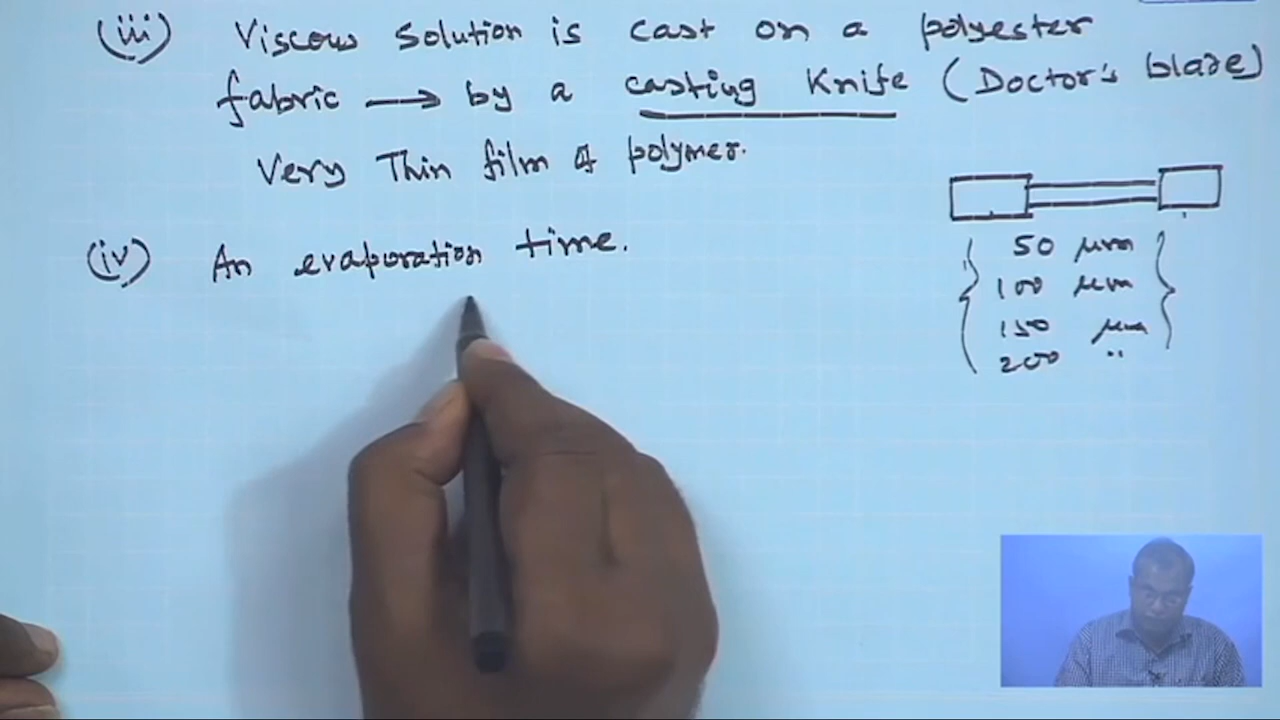 (iii) Viscous solution is cast on a polyester
fabric → by a casting Knife (Doctor's blade)
Very Thin film of polymer.
(iv) An evaporation time.
50 μm
100 μm
150 μm
200 "